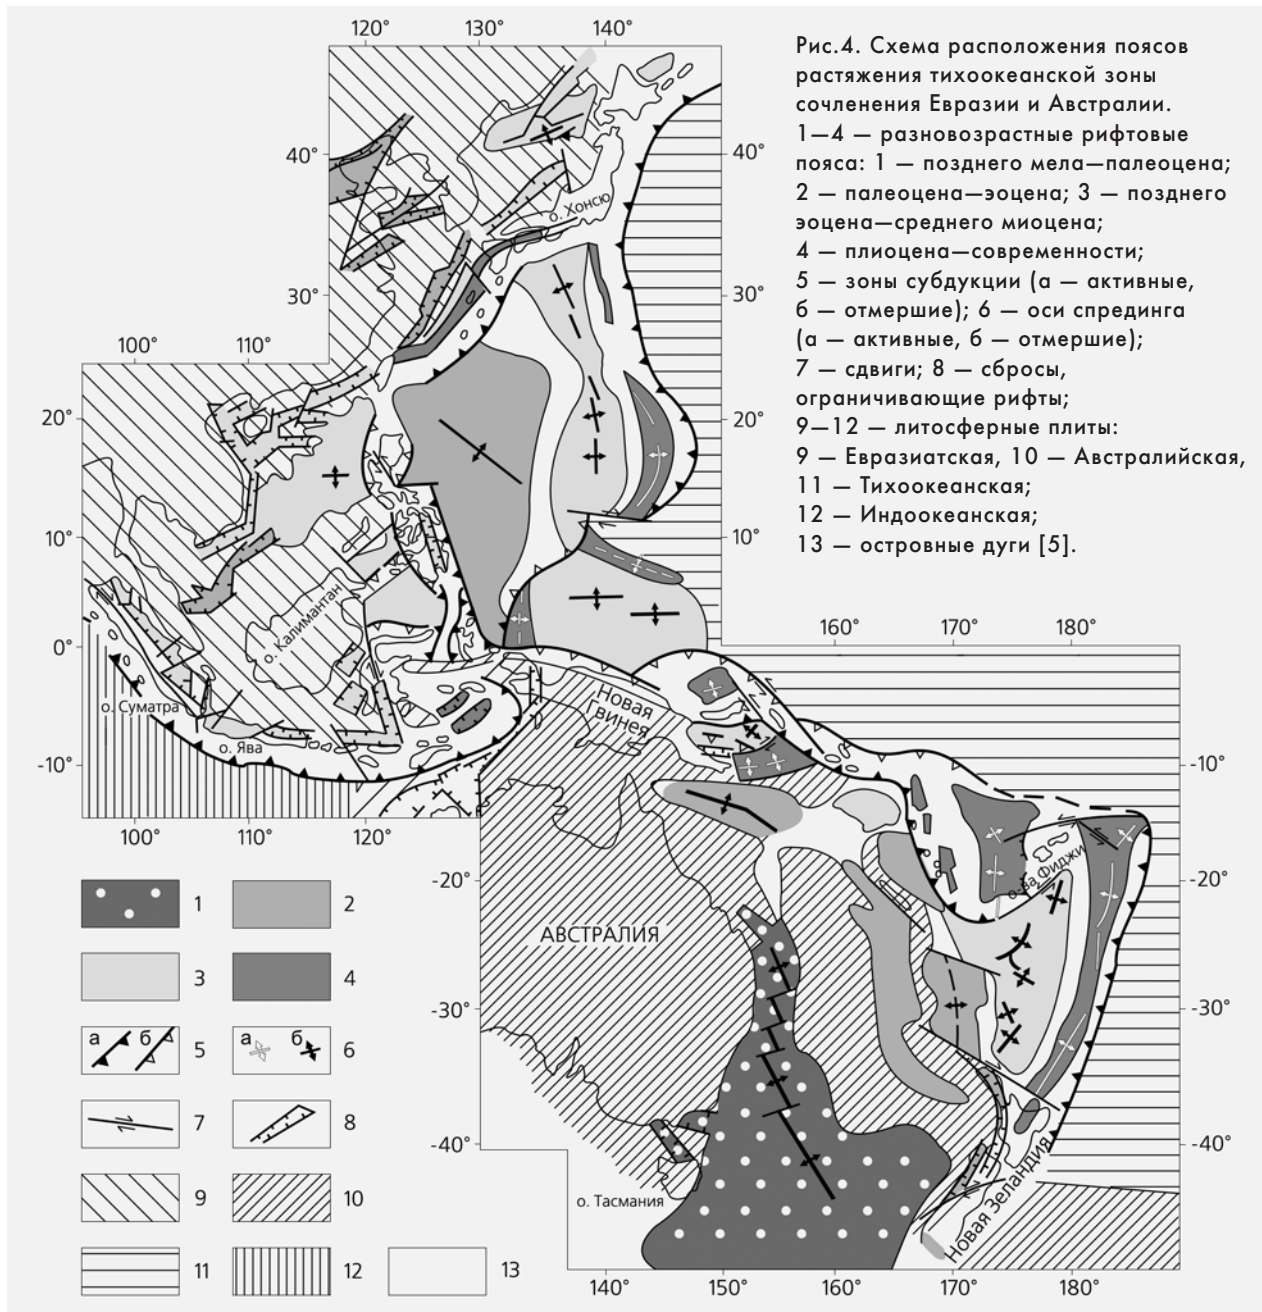 120° 130° 140°
Рис.4. Схема расположения поясов
растяжения тихоокеанской зоны
сочленения Евразии и Австралии.
1—4 — разновозрастные рифтовые
пояса: 1 — позднего мела—палеоцена;
2 — палеоцена—эоцена; 3 — позднего
эоцена—среднего миоцена;
4 — плиоцена—современности;
5 — зоны субдукции (а — активные,
б — отмершие); 6 — оси спрединга
(а — активные, б — отмершие);
7 — сдвиги; 8 — сбросы,
ограничивающие рифты;
9—12 — литосферные плиты:
9 — Евразиатская, 10 — Австралийская,
11 — Тихоокеанская;
12 — Индоокеанская;
13 — островные дуги [5].
40° 40°
о. Хонсю
30° 30°
100° 110°
20° 20°
10° 10°
о. Калимантан
160° 170° 180°
0°
о. Суматра
Новая
Гвинея
о. Ява
-10° -10°
100° 110° 120°
о-ва Фиджи
-20° -20°
АВСТРАЛИЯ
1 2
3 4
-30° -30°
а б 5 а б 6
7 8
-40° -40°
о. Тасмания
Новая Зеландия
9 10
11 12 13
140° 150° 160° 170° 180°